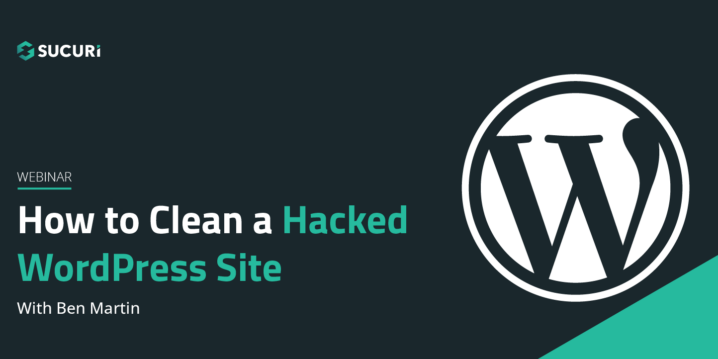 SUCURi
WEBINAR
How to Clean a Hacked
WordPress Site
With Ben Martin